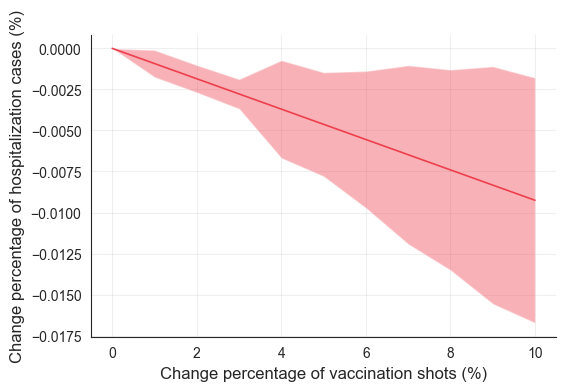 Change percentage of hospitalization cases (%)
0.0000
−0.0025
−0.0050
−0.0075
−0.0100
−0.0125
−0.0150
−0.0175
0 2 4 6 8 10
Change percentage of vaccination shots (%)